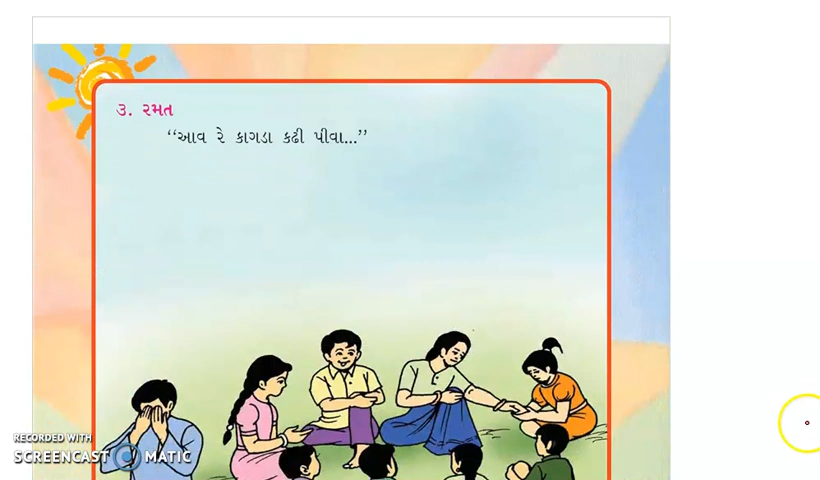 ૩. રમત
“આવ રે કાગડા કઢી પીવા...”
RECORDED WITH
SCREENCAST MATIC